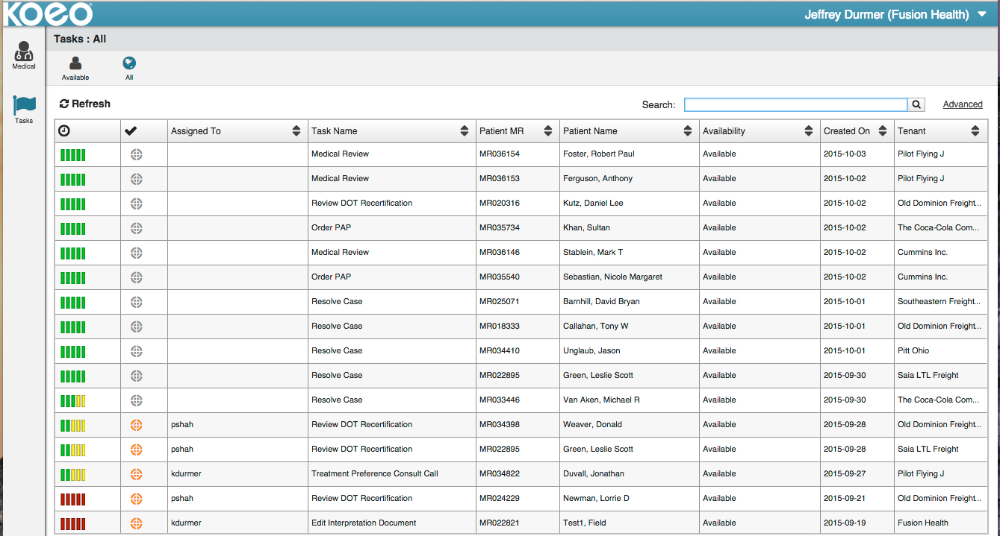 koeo
Jeffrey Durmer (Fusion Health)
Tasks : All
Medical
Available All
Tasks
Refresh Search: Advanced
Assigned To Task Name Patient MR Patient Name Availability Created On Tenant
Medical Review MR036154 Foster, Robert Paul Available 2015-10-03 Pilot Flying J
Medical Review MR036153 Ferguson, Anthony Available 2015-10-02 Pilot Flying J
Review DOT Recertification MR020316 Kutz, Daniel Lee Available 2015-10-02 Old Dominion Freight...
Order PAP MR035734 Khan, Sultan Available 2015-10-02 The Coca-Cola Com...
Medical Review MR036146 Stablein, Mark T Available 2015-10-02 Cummins Inc.
Order PAP MR035540 Sebastian, Nicole Margaret Available 2015-10-02 Cummins Inc.
Resolve Case MR025071 Barnhill, David Bryan Available 2015-10-01 Southeastern Freight...
Resolve Case MR018333 Callahan, Tony W Available 2015-10-01 Old Dominion Freight...
Resolve Case MR034410 Unglaub, Jason Available 2015-10-01 Pitt Ohio
Resolve Case MR022895 Green, Leslie Scott Available 2015-09-30 Saia LTL Freight
Resolve Case MR033446 Van Aken, Michael R Available 2015-09-30 The Coca-Cola Com...
pshah Review DOT Recertification MR034398 Weaver, Donald Available 2015-09-28 Old Dominion Freight...
pshah Review DOT Recertification MR022895 Green, Leslie Scott Available 2015-09-28 Saia LTL Freight
kdurmer Treatment Preference Consult Call MR034822 Duvall, Jonathan Available 2015-09-27 Pilot Flying J
pshah Review DOT Recertification MR024229 Newman, Lorrie D Available 2015-09-21 Old Dominion Freight...
kdurmer Edit Interpretation Document MR022821 Test1, Field Available 2015-09-19 Fusion Health